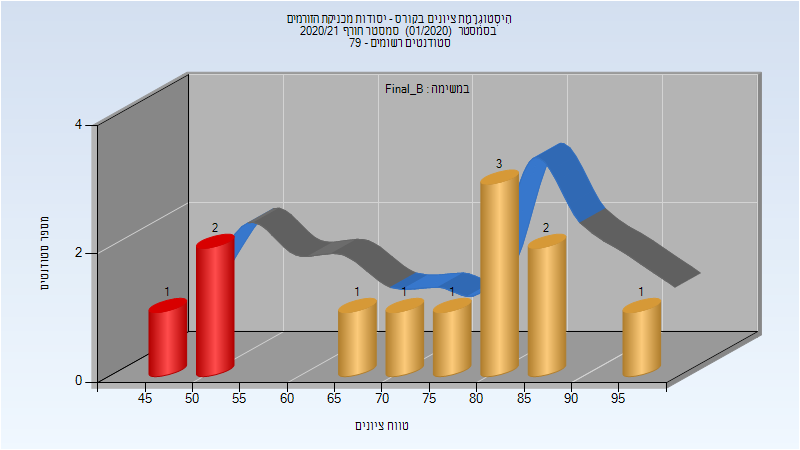 היסטוגרמת ציונים בקורס - יסודות מכניקת הזורמים
בסמסטר (01/2020) סמסטר חורף 2020/21
סטודנטים רשומים - 79
במשימה : Final_B
מספר סטודנטים
4
2
0
1
2
1
1
1
3
2
1
45 50 55 60 65 70 75 80 85 90 95
טווח ציונים